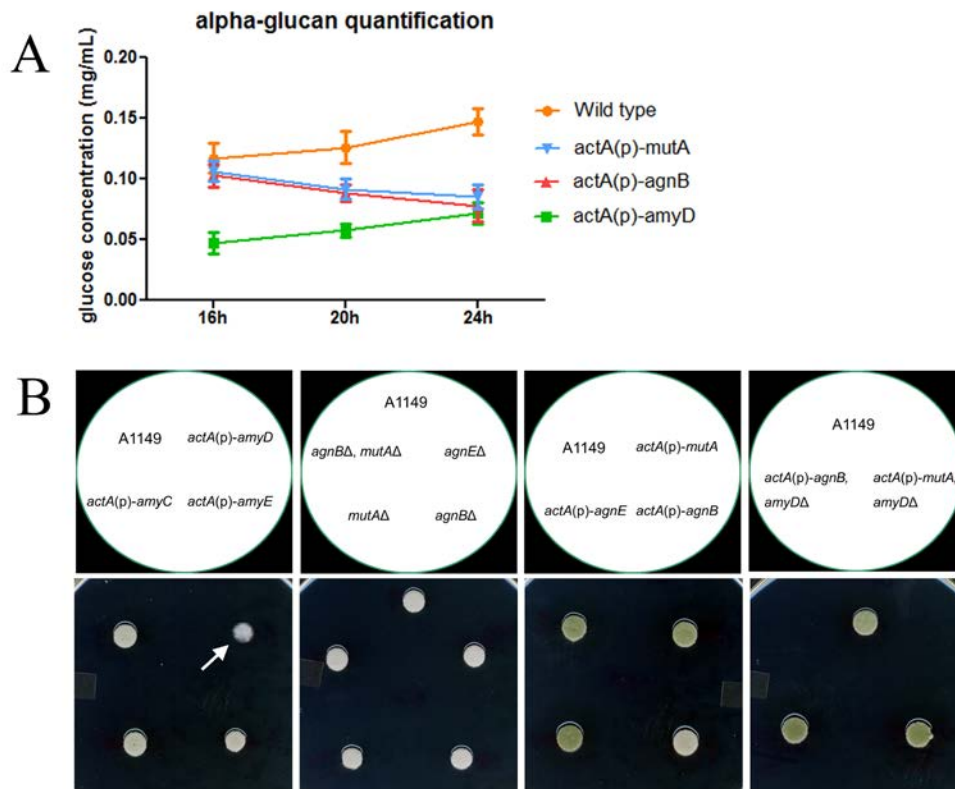 A
alpha-glucan quantification
glucose concentration (mg/mL)
0.20
0.15
0.10
0.05
0.00
16h
20h
24h
Wild type
actA(p)-mutA
actA(p)-agnB
actA(p)-amyD
B
A1149
actA(p)-amyD
actA(p)-amyC
actA(p)-amyE
A1149
agnBΔ, mutAΔ
agnEΔ
mutAΔ
agnBΔ
A1149
actA(p)-mutA
actA(p)-agnE
actA(p)-agnB
A1149
actA(p)-agnB,
amyDΔ
actA(p)-mutA,
amyDΔ